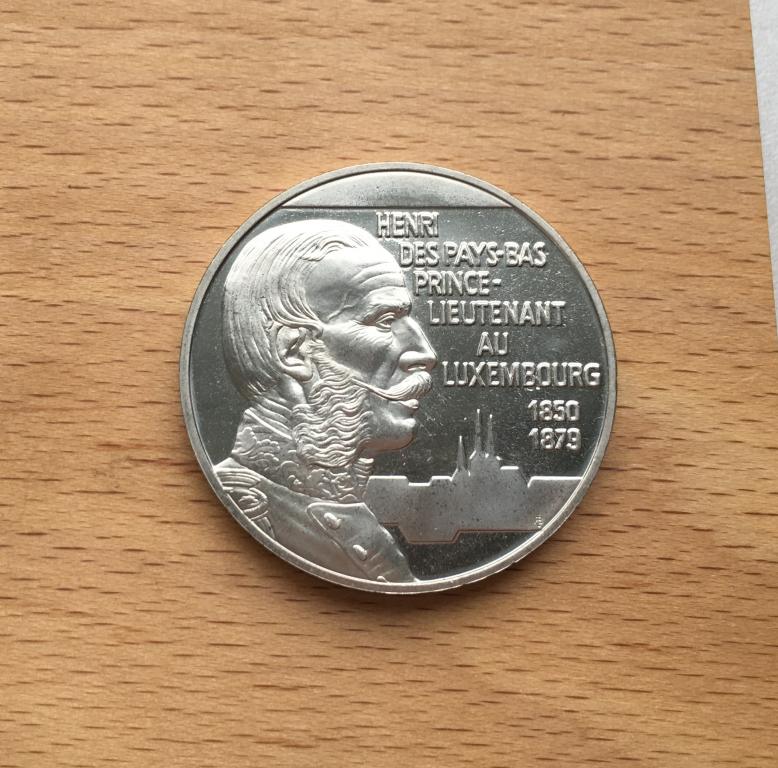 HENRI
DES PAYS-BAS
PRINCE-
LIEUTENANT
AU
LUXEMBOURG
1850
1879